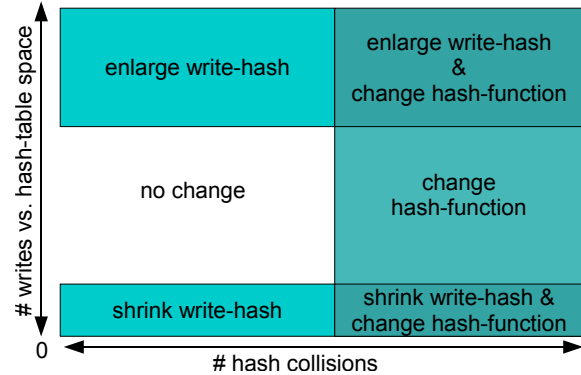 # writes vs. hash-table space
enlarge write-hash
enlarge write-hash
&
change hash-function
no change
change
hash-function
shrink write-hash
shrink write-hash &
change hash-function
0
# hash collisions